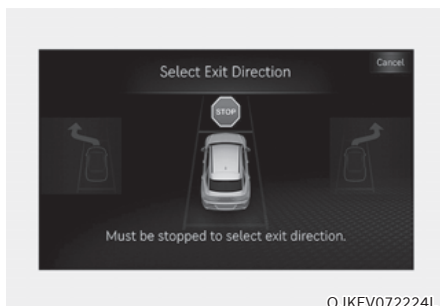 Select Exit Direction
Cancel
STOP
Must be stopped to select exit direction.
OJKEV072224L